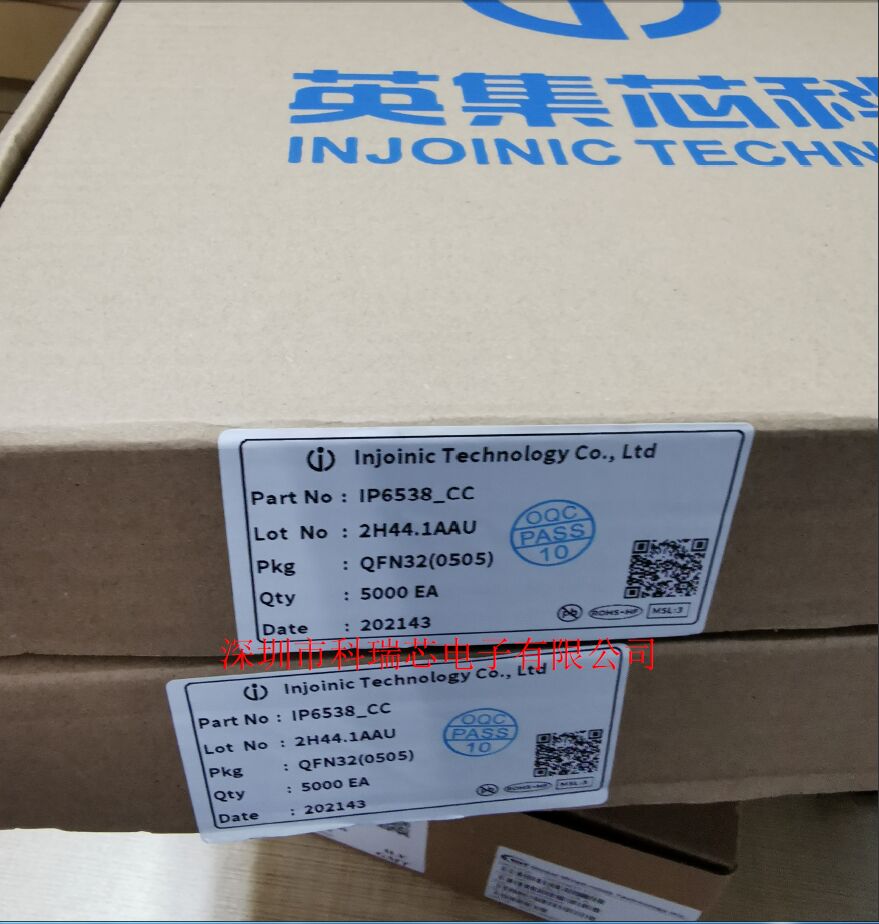 英集芯科
INJOINIC TECHN
Injoinic Technology Co., Ltd
Part No : IP6538_CC
Lot No : 2H44.1AAU
Pkg : QFN32(0505)
Qty : 5000 EA
Date : 202143
OQC
PASS
10
Pb
ROHS-HF
MSL:3
深圳市科瑞芯电子有限公司
Injoinic Technology Co., Ltd
Part No : IP6538_CC
Lot No : 2H44.1AAU
Pkg : QFN32(0505)
Qty : 5000 EA
Date : 202143
OQC
PASS
10
Pb
ROHS-HF
MSL:3